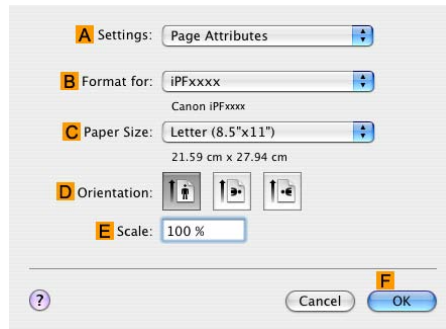 A Settings: Page Attributes
B Format for: iPFxxxx
Canon iPFxxxx
C Paper Size: Letter (8.5"x11")
21.59 cm x 27.94 cm
D Orientation:
E Scale: 100 %
F
? Cancel OK